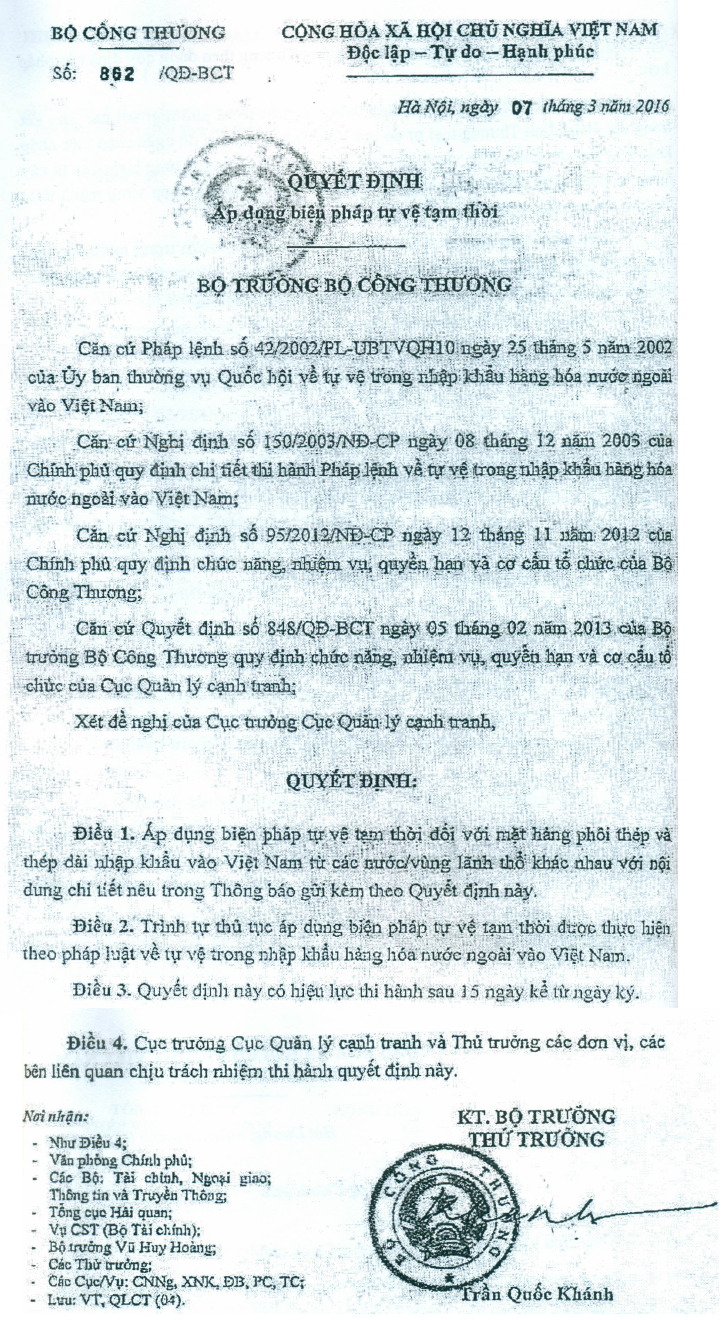 BỘ CÔNG THƯƠNG
CỘNG HÒA XÃ HỘI CHỦ NGHĨA VIỆT NAM
Độc lập – Tự do – Hạnh phúc
Số: 862 /QĐ-BCT
Hà Nội, ngày 07 tháng 3 năm 2016
QUYẾT ĐỊNH
Áp dụng biện pháp tự vệ tạm thời
BỘ TRƯỞNG BỘ CÔNG THƯƠNG
Căn cứ Pháp lệnh số 42/2002/PL-UBTVQH10 ngày 25 tháng 5 năm 2002
của Ủy ban thường vụ Quốc hội về tự vệ trong nhập khẩu hàng hóa nước ngoài
vào Việt Nam;
Căn cứ Nghị định số 150/2003/NĐ-CP ngày 08 tháng 12 năm 2003 của
Chính phủ quy định chi tiết thi hành Pháp lệnh về tự vệ trong nhập khẩu hàng hóa
nước ngoài vào Việt Nam;
Căn cứ Nghị định số 95/2012/NĐ-CP ngày 12 tháng 11 năm 2012 của
Chính phủ quy định chức năng, nhiệm vụ, quyền hạn và cơ cấu tổ chức của Bộ
Công Thương;
Căn cứ Quyết định số 848/QĐ-BCT ngày 05 tháng 02 năm 2013 của Bộ
trưởng Bộ Công Thương quy định chức năng, nhiệm vụ, quyền hạn và cơ cấu tổ
chức của Cục Quản lý cạnh tranh;
Xét đề nghị của Cục trưởng Cục Quản lý cạnh tranh,
QUYẾT ĐỊNH:
Điều 1. Áp dụng biện pháp tự vệ tạm thời đối với mặt hàng phôi thép và
thép dài nhập khẩu vào Việt Nam từ các nước/vùng lãnh thổ khác nhau với nội
dung chi tiết nêu trong Thông báo gửi kèm theo Quyết định này.
Điều 2. Trình tự thủ tục áp dụng biện pháp tự vệ tạm thời được thực hiện
theo pháp luật về tự vệ trong nhập khẩu hàng hóa nước ngoài vào Việt Nam.
Điều 3. Quyết định này có hiệu lực thi hành sau 15 ngày kể từ ngày ký.
Điều 4. Cục trưởng Cục Quản lý cạnh tranh và Thủ trưởng các đơn vị, các
bên liên quan chịu trách nhiệm thi hành quyết định này.
Nơi nhận:
- Như Điều 4;
- Văn phòng Chính phủ;
- Các Bộ: Tài chính, Ngoại giao;
Thông tin và Truyền Thông;
- Tổng cục Hải quan;
- Vụ CST (Bộ Tài chính);
- Bộ trưởng Vũ Huy Hoàng;
- Các Thứ trưởng;
- Các Cục/Vụ: CNNg, XNK, ĐB, PC, TC;
- Lưu: VT, QLCT (04).
KT. BỘ TRƯỞNG
THỨ TRƯỞNG
BỘ CÔNG THƯƠNG
Trần Quốc Khánh